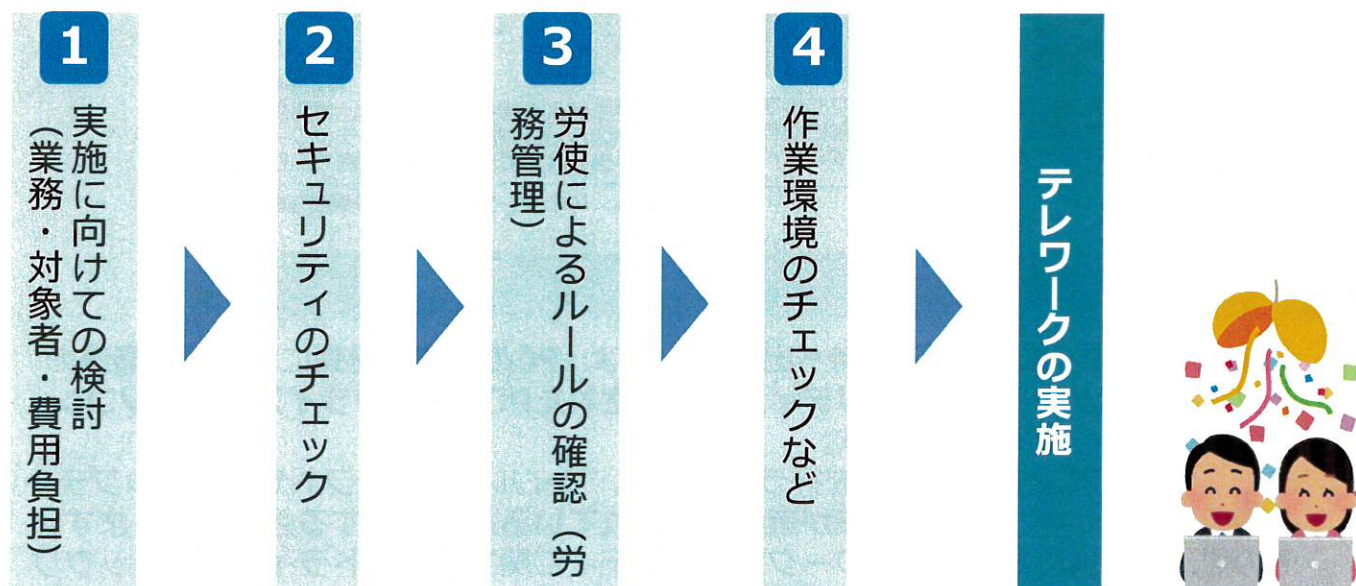 1
実施に向けての検討
（業務・対象者・費用負担）
2
セキュリティのチェック
3
労使によるルールの確認（労
務管理）
4
作業環境のチェックなど
テレワークの実施